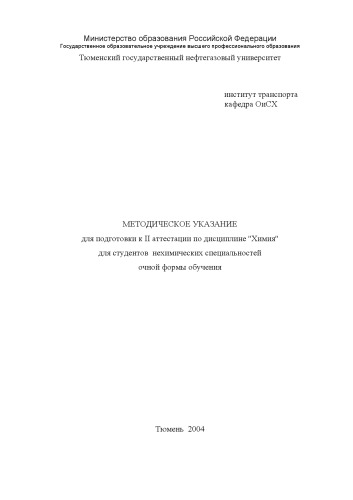 Министерство образования Российской Федерации
Государственное образовательное учреждение высшего профессионального образования
Тюменский государственный нефтегазовый университет
институт транспорта
кафедра ОиСХ
МЕТОДИЧЕСКОЕ УКАЗАНИЕ
для подготовки к II аттестации по дисциплине "Химия"
для студентов нехимических специальностей
очной формы обучения
Тюмень 2004